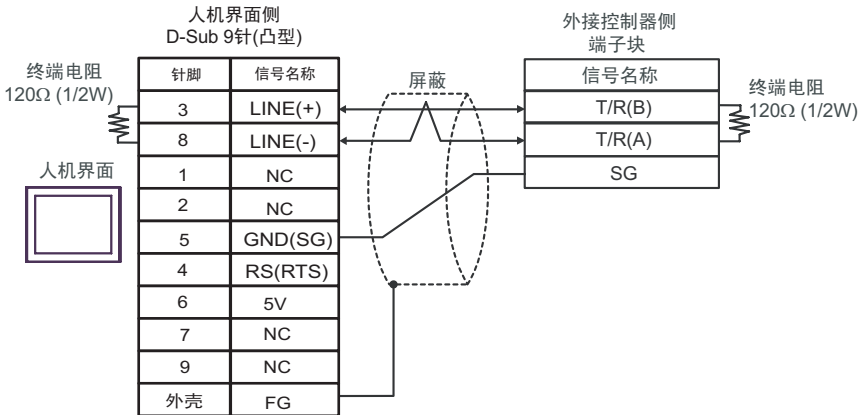 人机界面侧
D-Sub 9针(凸型)
外接控制器侧
端子块
终端电阻
120Ω (1/2W)
针脚 信号名称
屏蔽
信号名称
终端电阻
120Ω (1/2W)
3 LINE(+)
T/R(B)
8 LINE(-)
T/R(A)
人机界面
1 NC
SG
2 NC
5 GND(SG)
4 RS(RTS)
6 5V
7 NC
9 NC
外壳 FG